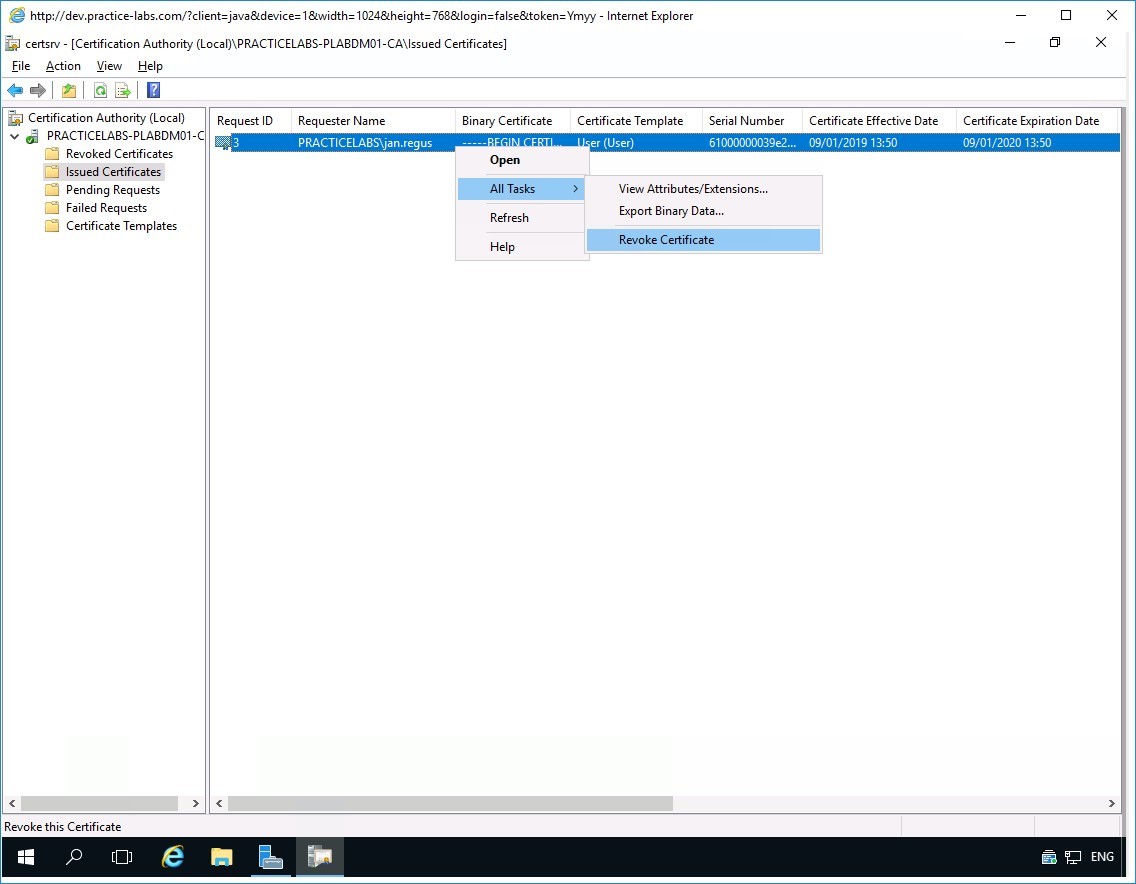 http://dev.practice-labs.com/?client=java&device=1&width=1024&height=768&login=false&token=Ymyy - Internet Explorer
certsrv - [Certification Authority (Local)\PRACTICELABS-PLABDM01-CA\Issued Certificates]
File Action View Help
Certification Authority (Local)
PRACTICELABS-PLABDM01-C
Revoked Certificates
Issued Certificates
Pending Requests
Failed Requests
Certificate Templates
Request ID Requester Name Binary Certificate Certificate Template Serial Number Certificate Effective Date Certificate Expiration Date
3 PRACTICELABS\jan.regus -----BEGIN CERTI... User (User) 61000000039e2... 09/01/2019 13:50 09/01/2020 13:50
Open
All Tasks
Refresh
Help
View Attributes/Extensions...
Export Binary Data...
Revoke Certificate
Revoke this Certificate
ENG